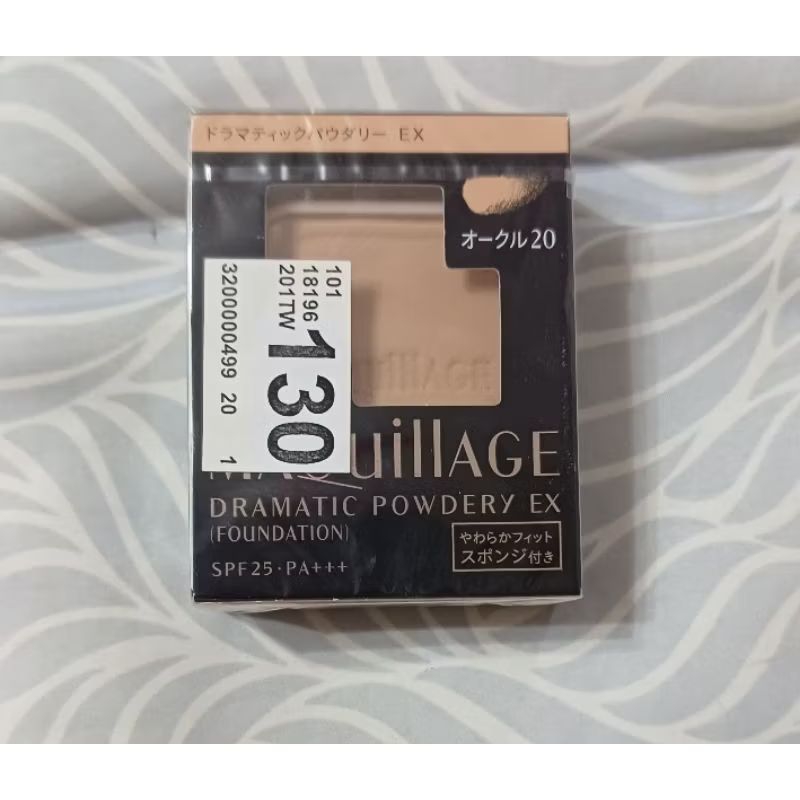 ドラマティックパウダリー EX
オークル20
101
18196
201TW
130
3200000499 20 1
uillAGE
MAQuillAGE
DRAMATIC POWDERY EX
(FOUNDATION)
SPF25・PA+++
やわらかフィット
スポンジ付き